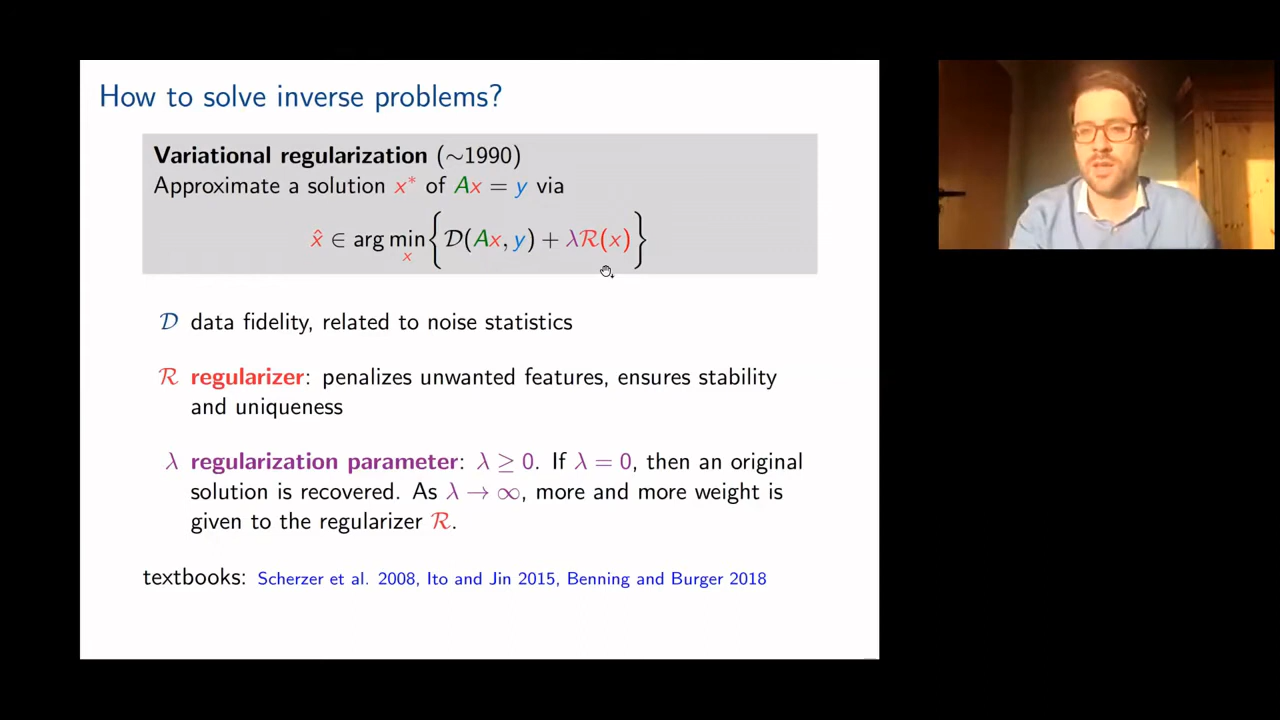 How to solve inverse problems?
Variational regularization (∼1990)
Approximate a solution x* of Ax = y via
x̂ ∈ arg min_x { 𝒟(Ax, y) + λℛ(x) }
𝒟 data fidelity, related to noise statistics
ℛ regularizer: penalizes unwanted features, ensures stability
and uniqueness
λ regularization parameter: λ ≥ 0. If λ = 0, then an original
solution is recovered. As λ → ∞, more and more weight is
given to the regularizer ℛ.
textbooks: Scherzer et al. 2008, Ito and Jin 2015, Benning and Burger 2018